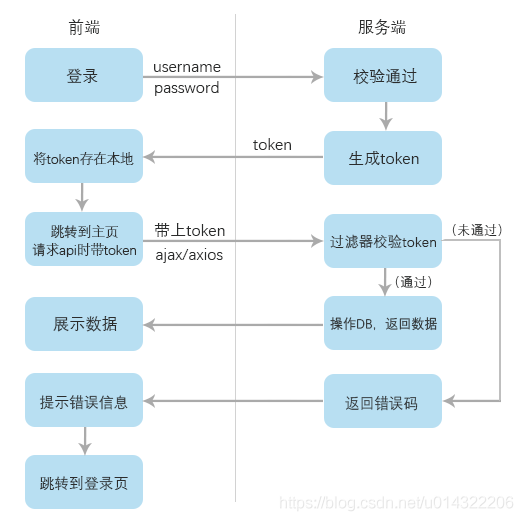 前端
服务端
登录
username
password
校验通过
将token存在本地
token
生成token
跳转到主页
请求api时带token
带上token
ajax/axios
过滤器校验token
（未通过）
（通过）
展示数据
操作DB，返回数据
提示错误信息
返回错误码
跳转到登录页
https://blog.csdn.net/u014322206